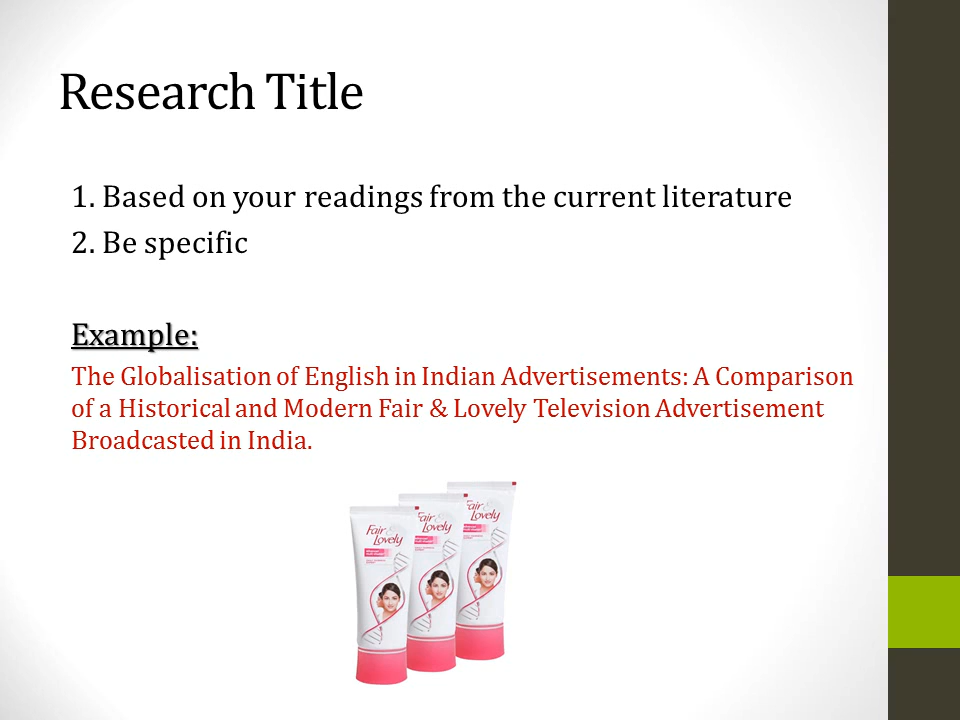 Research Title
1. Based on your readings from the current literature
2. Be specific
Example:
The Globalisation of English in Indian Advertisements: A Comparison
of a Historical and Modern Fair & Lovely Television Advertisement
Broadcasted in India.
Fair &
Lovely
Fair &
Lovely
Fair &
Lovely